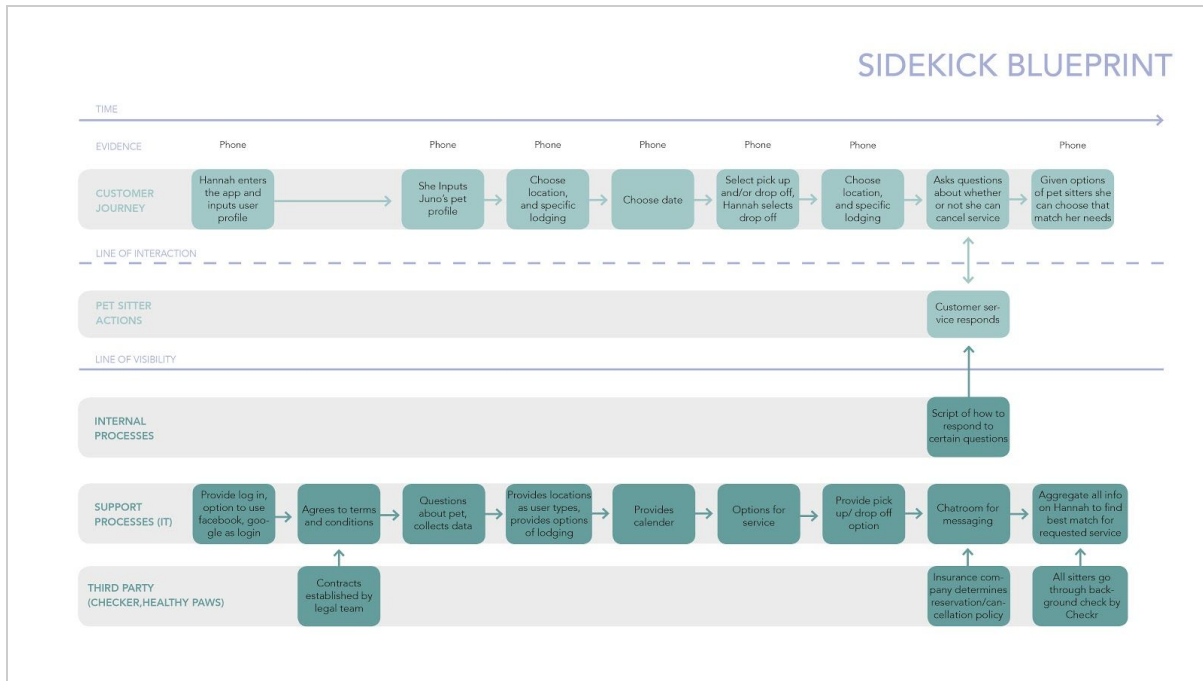 SIDEKICK BLUEPRINT
TIME
EVIDENCE
Phone
Phone
Phone
Phone
Phone
Phone
Phone
CUSTOMER
JOURNEY
Hannah enters
the app and
inputs user
profile
She Inputs
Juno's pet
profile
Choose
location,
and specific
lodging
Choose date
Select pick up
and/or drop off,
Hannah selects
drop off
Choose
location,
and specific
lodging
Asks questions
about whether
or not she can
cancel service
Given options
of pet sitters she
can choose that
match her needs
LINE OF INTERACTION
PET SITTER
ACTIONS
Customer ser-
vice responds
LINE OF VISIBILITY
INTERNAL
PROCESSES
Script of how to
respond to
certain questions
SUPPORT
PROCESSES (IT)
Provide log in,
option to use
facebook, goo-
gle as login
Agrees to terms
and conditions
Questions
about pet,
collects data
Provides locations
as user types,
provides options
of lodging
Provides
calender
Options for
service
Provide pick
up/ drop off
option
Chatroom for
messaging
Aggregate all info
on Hannah to find
best match for
requested service
THIRD PARTY
(CHECKER,HEALTHY PAWS)
Contracts
established by
legal team
Insurance com-
pany determines
reservation/can-
cellation policy
All sitters go
through back-
ground check by
Checkr